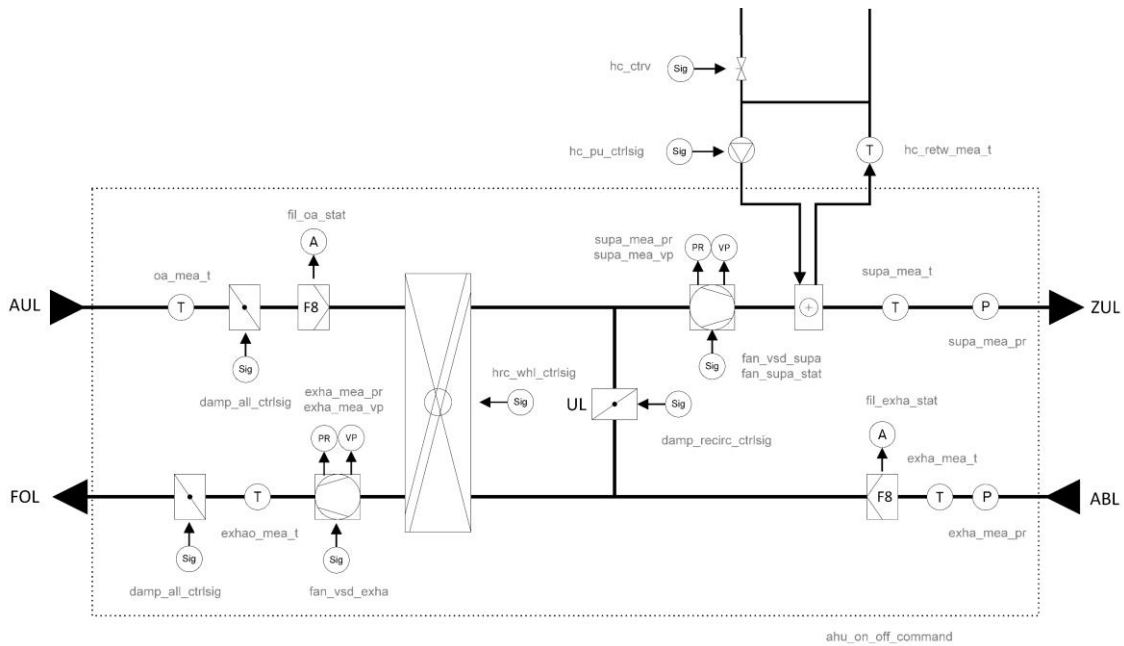 hc_ctrv
Sig
hc_pu_ctrlsig
Sig
T
hc_retw_mea_t
fil_oa_stat
A
oa_mea_t
supa_mea_pr
supa_mea_vp
PR
VP
supa_mea_t
AUL
T
F8
T
P
ZUL
Sig
damp_all_ctrlsig
Sig
fan_vsd_supa
fan_supa_stat
supa_mea_pr
exha_mea_pr
exha_mea_vp
hrc_whl_ctrlsig
Sig
UL
Sig
damp_recirc_ctrlsig
fil_exha_stat
A
PR
VP
exha_mea_t
FOL
T
F8
T
P
ABL
exhao_mea_t
exha_mea_pr
Sig
Sig
damp_all_ctrlsig
fan_vsd_exha
ahu_on_off_command